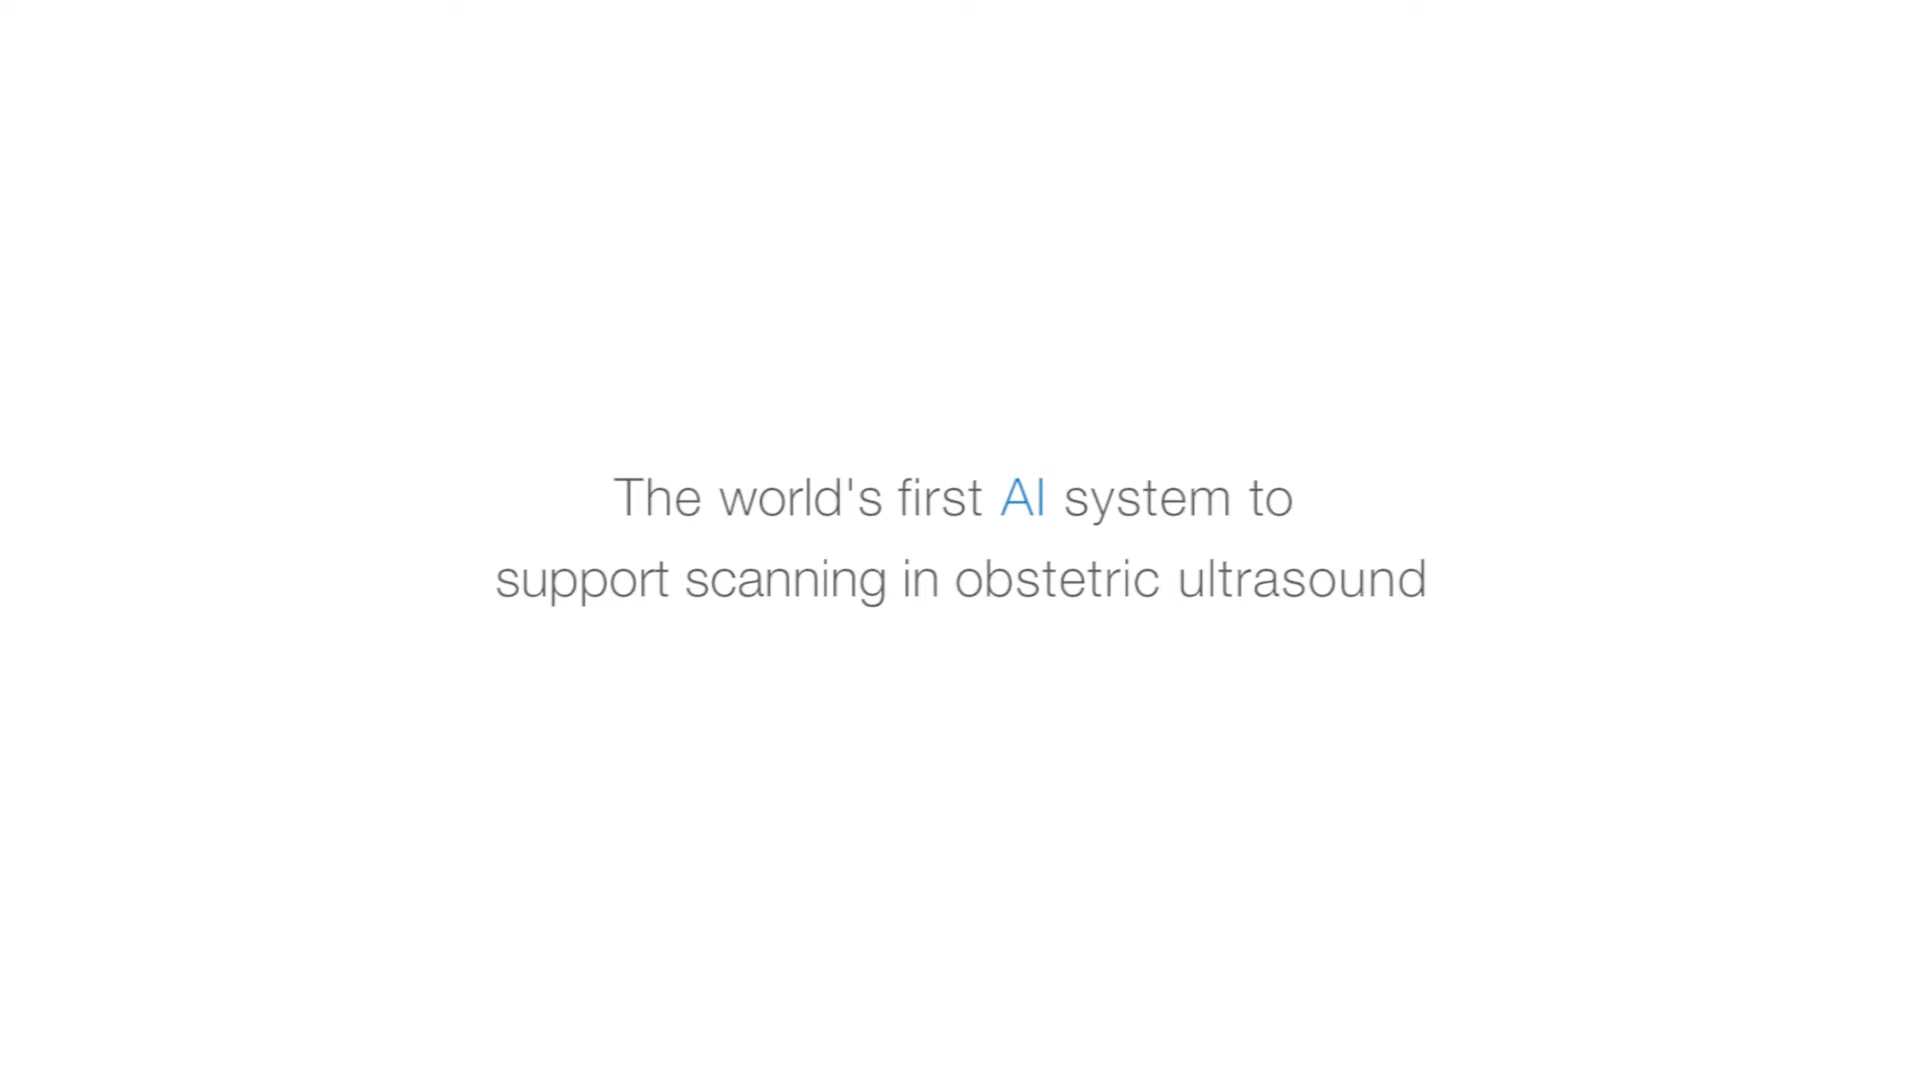 The world's first AI system to
support scanning in obstetric ultrasound